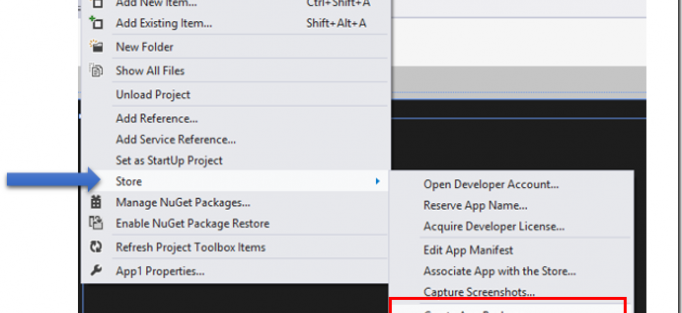 Add New Item... Ctrl+Shift+A
Add Existing Item... Shift+Alt+A
New Folder
Show All Files
Unload Project
Add Reference...
Add Service Reference...
Set as StartUp Project
Store
Manage NuGet Packages...
Enable NuGet Package Restore
Refresh Project Toolbox Items
App1 Properties...
Open Developer Account...
Reserve App Name...
Acquire Developer License...
Edit App Manifest
Associate App with the Store...
Capture Screenshots...